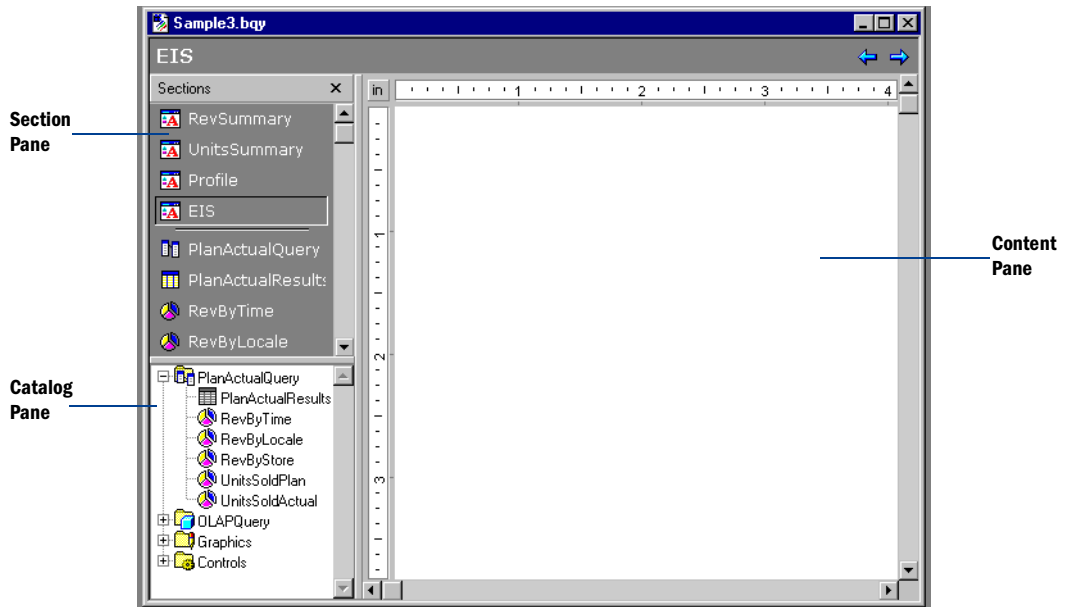 Sample3.bqy
EIS
Sections
in
1 2 3 4
RevSummary
UnitsSummary
Profile
EIS
PlanActualQuery
PlanActualResults
RevByTime
RevByLocale
1
2
3
PlanActualQuery
PlanActualResults
RevByTime
RevByLocale
RevByStore
UnitsSoldPlan
UnitsSoldActual
OLAPQuery
Graphics
Controls
Section
Pane
Catalog
Pane
Content
Pane